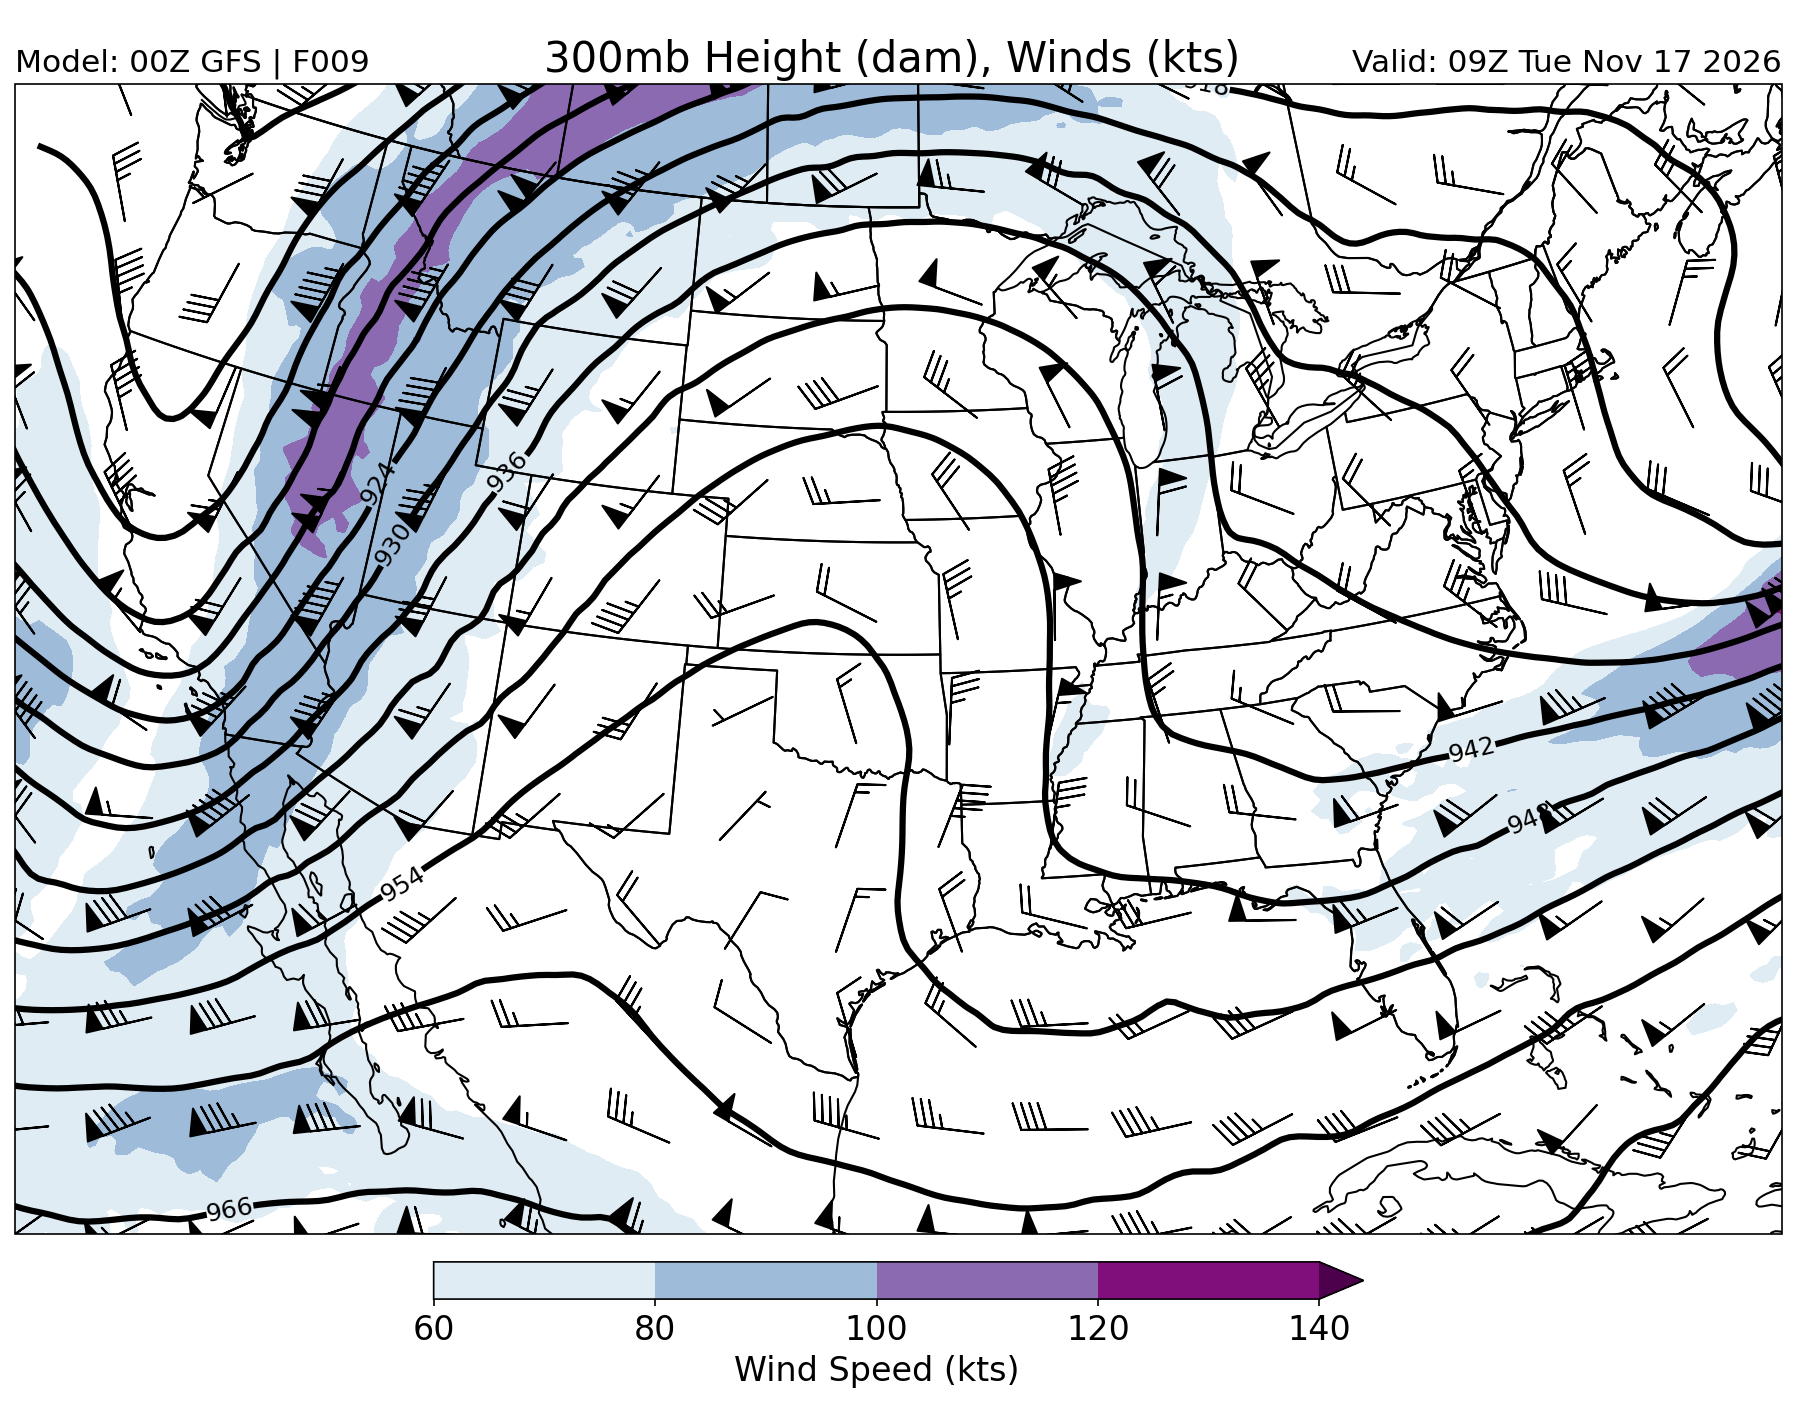 Model: 00Z GFS | F009
300mb Height (dam), Winds (kts)
Valid: 09Z Tue Nov 17 2026
918
924
936
930
942
948
954
966
60 80 100 120 140
Wind Speed (kts)